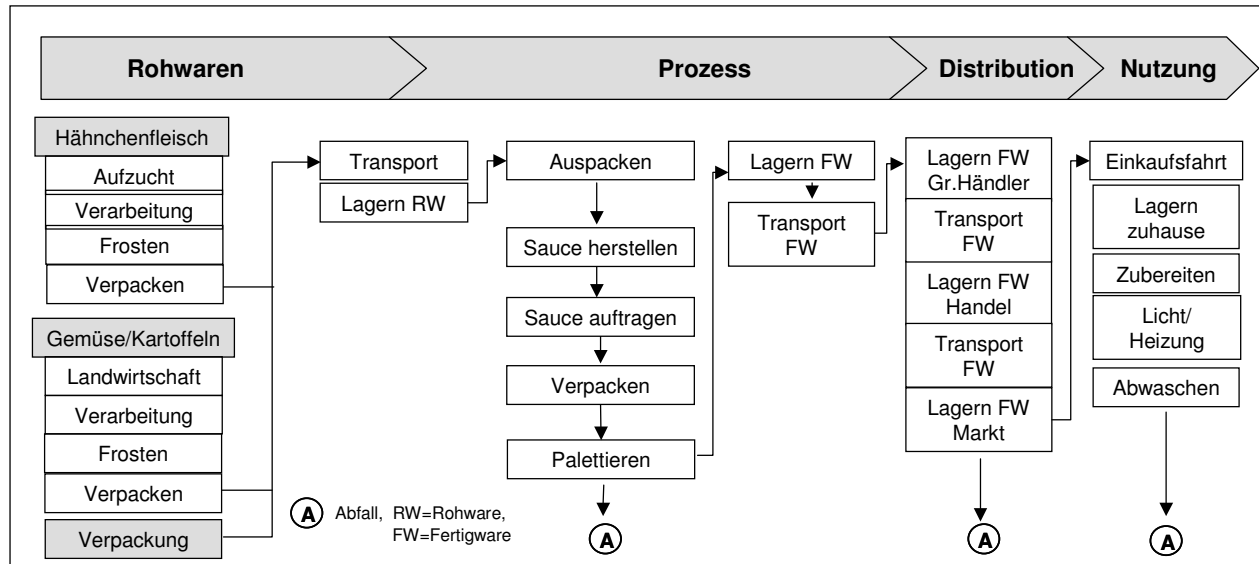 Rohwaren
Prozess
Distribution
Nutzung
Hähnchenfleisch
Aufzucht
Verarbeitung
Frosten
Verpacken
Gemüse/Kartoffeln
Landwirtschaft
Verarbeitung
Frosten
Verpacken
Verpackung
Transport
Lagern RW
A Abfall, RW=Rohware,
FW=Fertigware
Auspacken
Sauce herstellen
Sauce auftragen
Verpacken
Palettieren
A
Lagern FW
Transport
FW
Lagern FW
Gr.Händler
Transport
FW
Lagern FW
Handel
Transport
FW
Lagern FW
Markt
A
Einkaufsfahrt
Lagern
zuhause
Zubereiten
Licht/
Heizung
Abwaschen
A